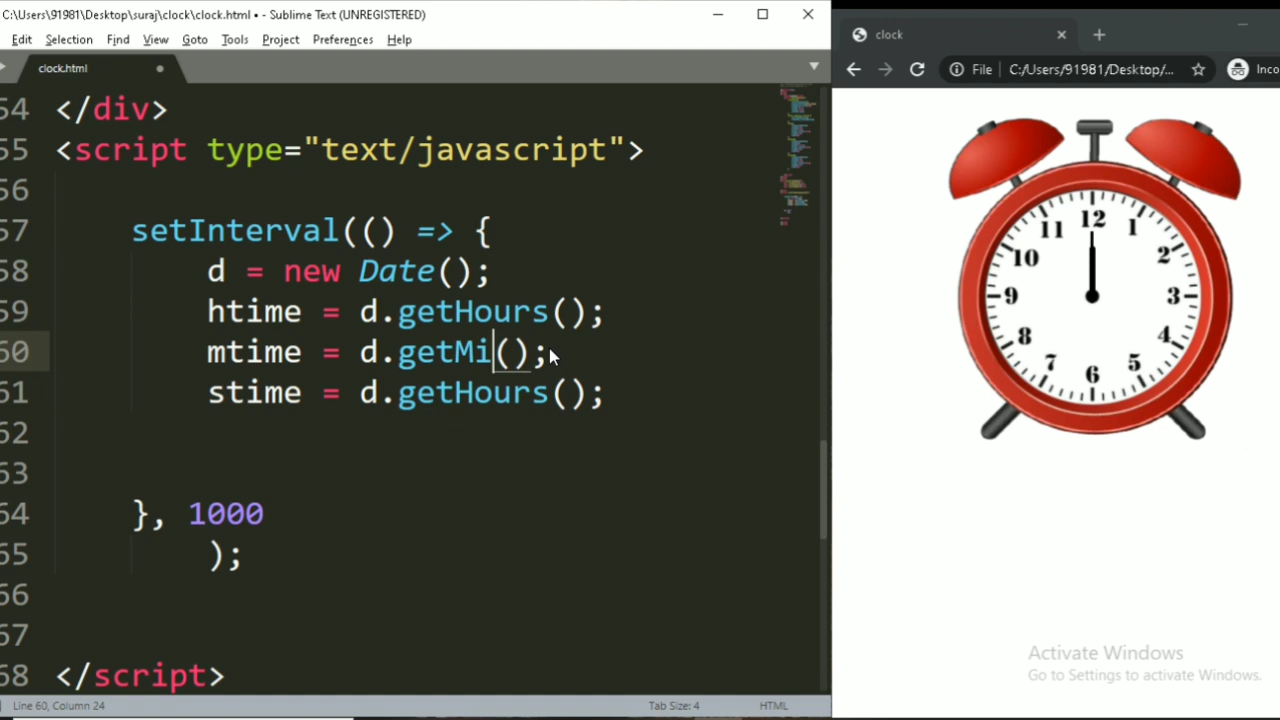 C:\Users\91981\Desktop\suraj\clock\clock.html • - Sublime Text (UNREGISTERED)
Edit Selection Find View Goto Tools Project Preferences Help
clock.html
54 </div>
55 <script type="text/javascript">
56
57 setInterval(() => {
58 d = new Date();
59 htime = d.getHours();
60 mtime = d.getMi();
61 stime = d.getHours();
62
63
64 }, 1000
65 );
66
67
68 </script>
Line 60, Column 24 Tab Size: 4 HTML
clock
File C:/Users/91981/Desktop/... Inco
12
11 1
10 2
9 3
8 4
7 5
6
Activate Windows
Go to Settings to activate Windows.